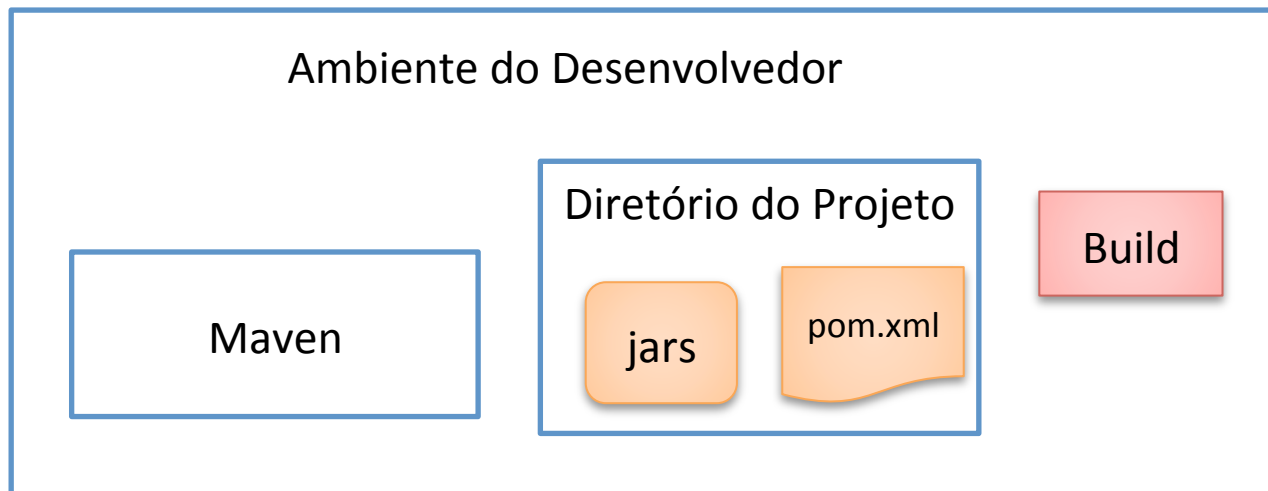 Ambiente do Desenvolvedor
Diretório do Projeto
Build
Maven
jars
pom.xml